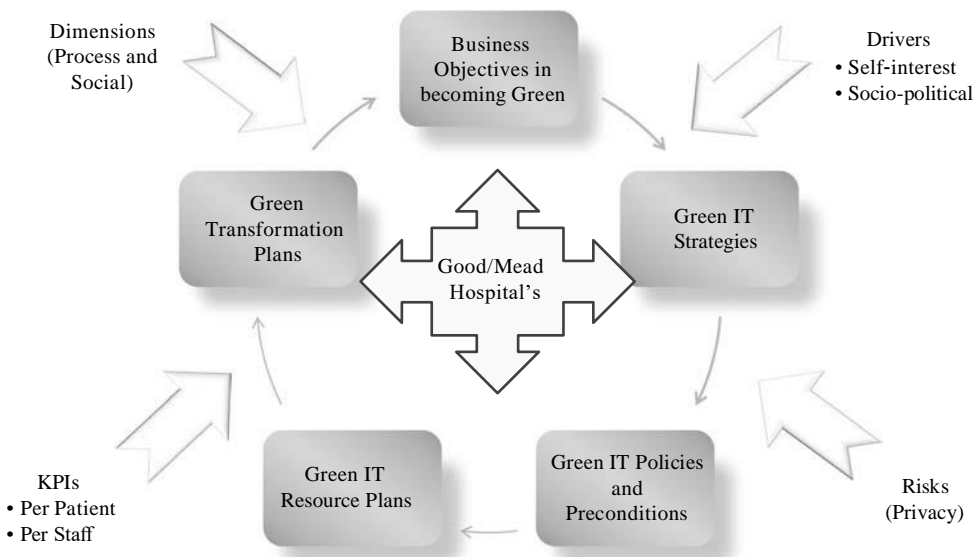 Dimensions
(Process and
Social)
Business
Objectives in
becoming Green
Drivers
• Self-interest
• Socio-political
Green
Transformation
Plans
Green IT
Strategies
Good/Mead
Hospital’s
KPIs
• Per Patient
• Per Staff
Green IT
Resource Plans
Green IT Policies
and
Preconditions
Risks
(Privacy)